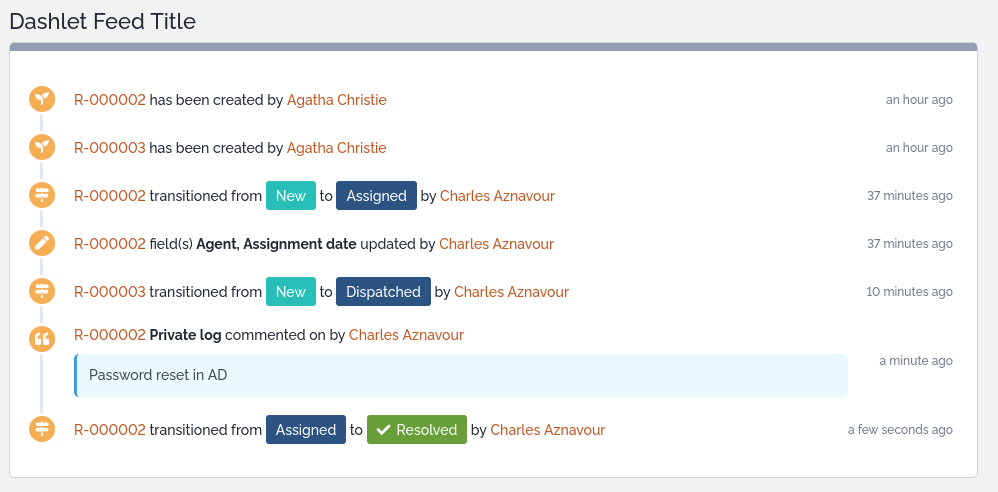 Dashlet Feed Title
R-000002 has been created by Agatha Christie an hour ago
R-000003 has been created by Agatha Christie an hour ago
R-000002 transitioned from New to Assigned by Charles Aznavour 37 minutes ago
R-000002 field(s) Agent, Assignment date updated by Charles Aznavour 37 minutes ago
R-000003 transitioned from New to Dispatched by Charles Aznavour 10 minutes ago
R-000002 Private log commented on by Charles Aznavour
a minute ago
Password reset in AD
R-000002 transitioned from Assigned to Resolved by Charles Aznavour a few seconds ago